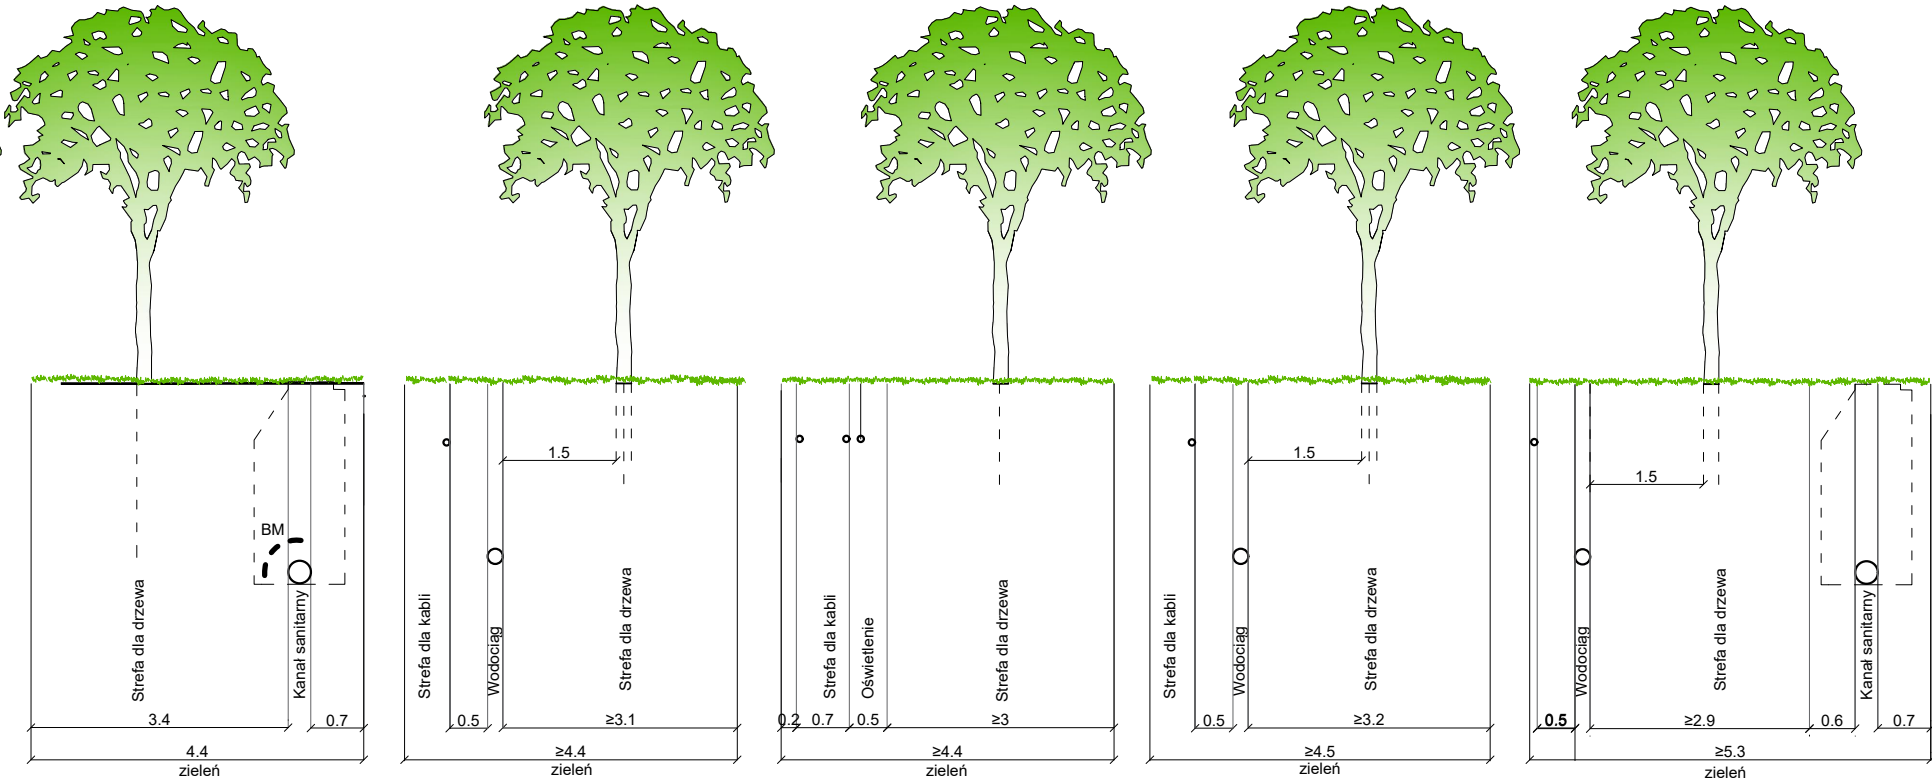 BM
Strefa dla drzewa
Kanał sanitarny
3.4
0.7
4.4
zieleń
1.5
Strefa dla kabli
Wodociąg
Strefa dla drzewa
0.5
≥3.1
≥4.4
zieleń
Strefa dla kabli
Oświetlenie
Strefa dla drzewa
0.2
0.7
0.5
≥3
≥4.4
zieleń
1.5
Strefa dla kabli
Wodociąg
Strefa dla drzewa
0.5
≥3.2
≥4.5
zieleń
1.5
Wodociąg
Strefa dla drzewa
Kanał sanitarny
0.5
≥2.9
0.6
0.7
≥5.3
zieleń